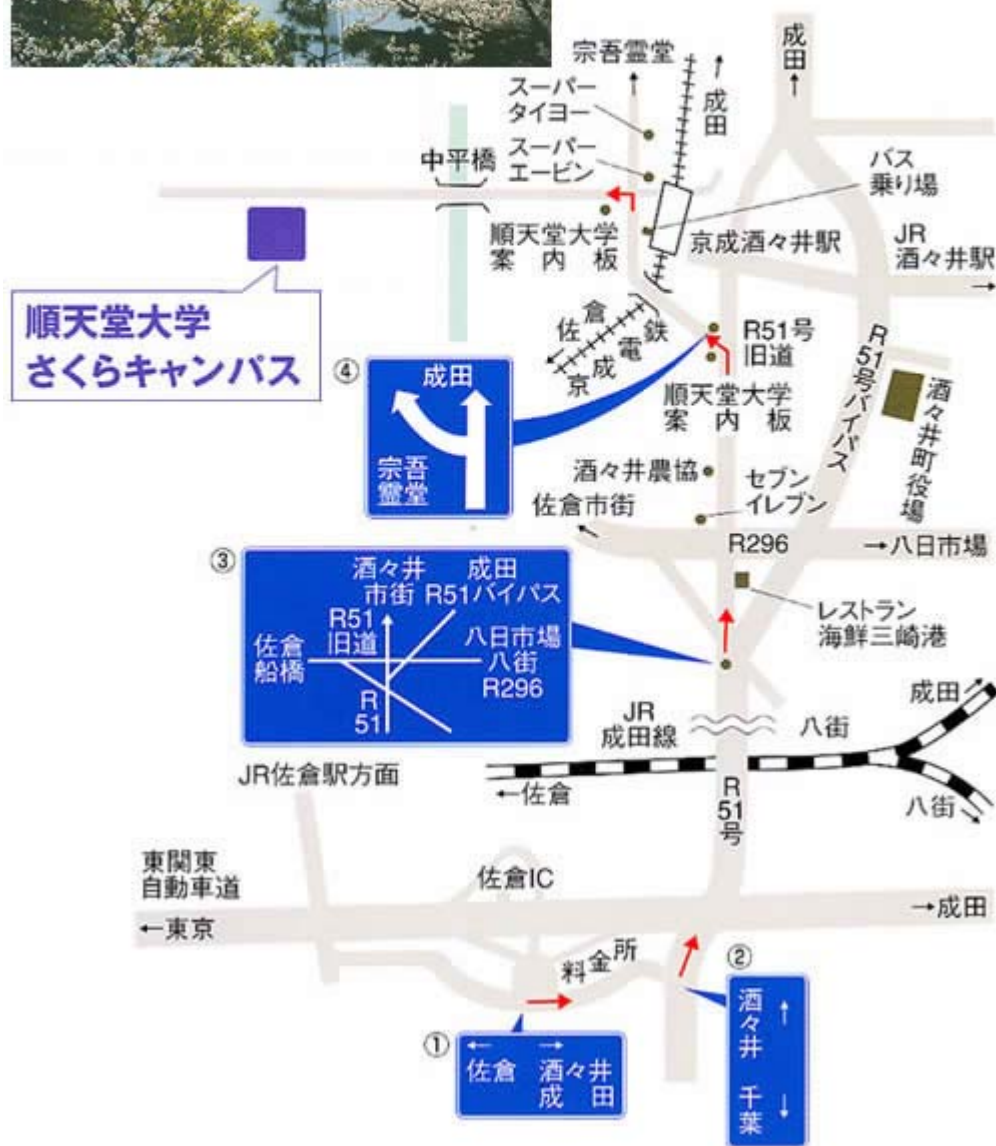 成田
宗吾霊堂
成田
スーパー
タイヨー
スーパー
エービン
中平橋
バス
乗り場
順天堂大学
案内板
京成酒々井駅
JR
酒々井駅
順天堂大学
さくらキャンパス
佐倉
京成電鉄
R51号
旧道
順天堂大学
案内板
R51号バイパス
酒々井町役場
④
成田
宗吾
霊堂
酒々井農協
セブン
イレブン
佐倉市街
R296
→八日市場
③
酒々井
市街
成田
R51バイパス
R51
旧道
佐倉
船橋
八日市場
八街
R296
R
51
レストラン
海鮮三崎港
JR
成田線
八街
成田
←佐倉
八街
JR佐倉駅方面
R
51号
東関東
自動車道
←東京
佐倉IC
→成田
料金所
①
← →
佐倉 酒々井
成田
②
酒々井 ↑
千葉 ↓